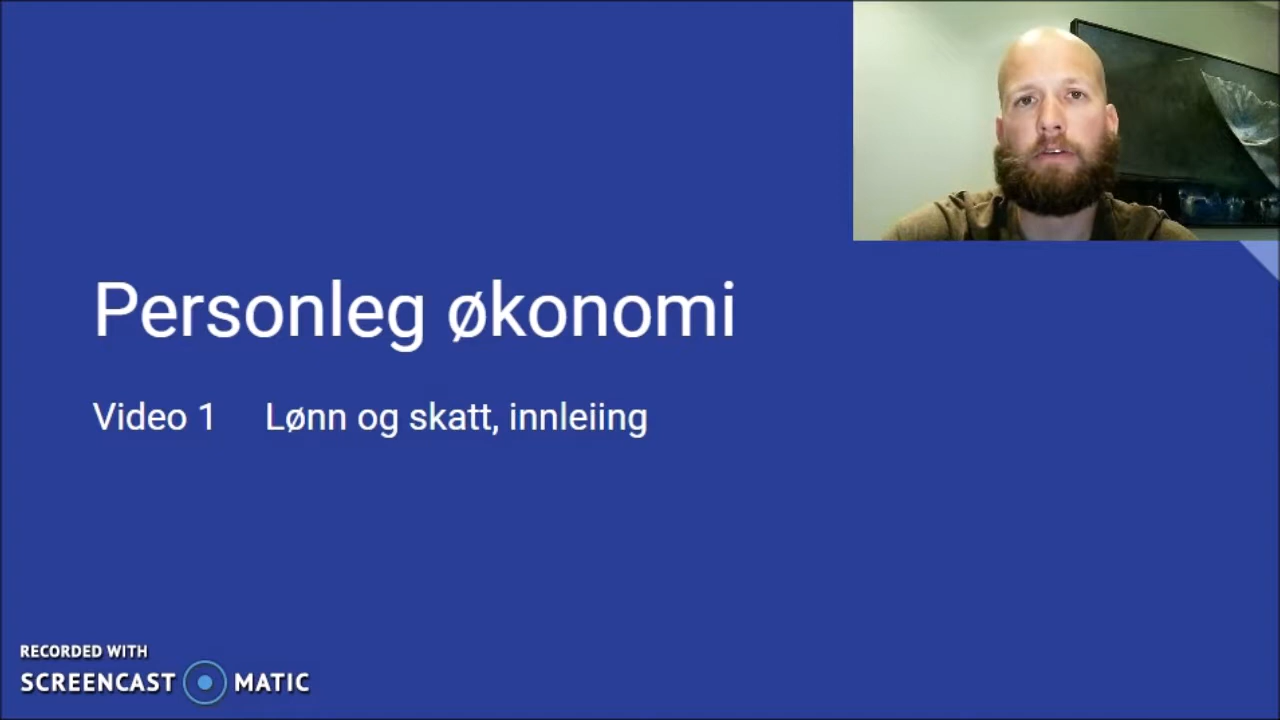 Personleg økonomi
Video 1 Lønn og skatt, innleiing
RECORDED WITH
SCREENCAST MATIC